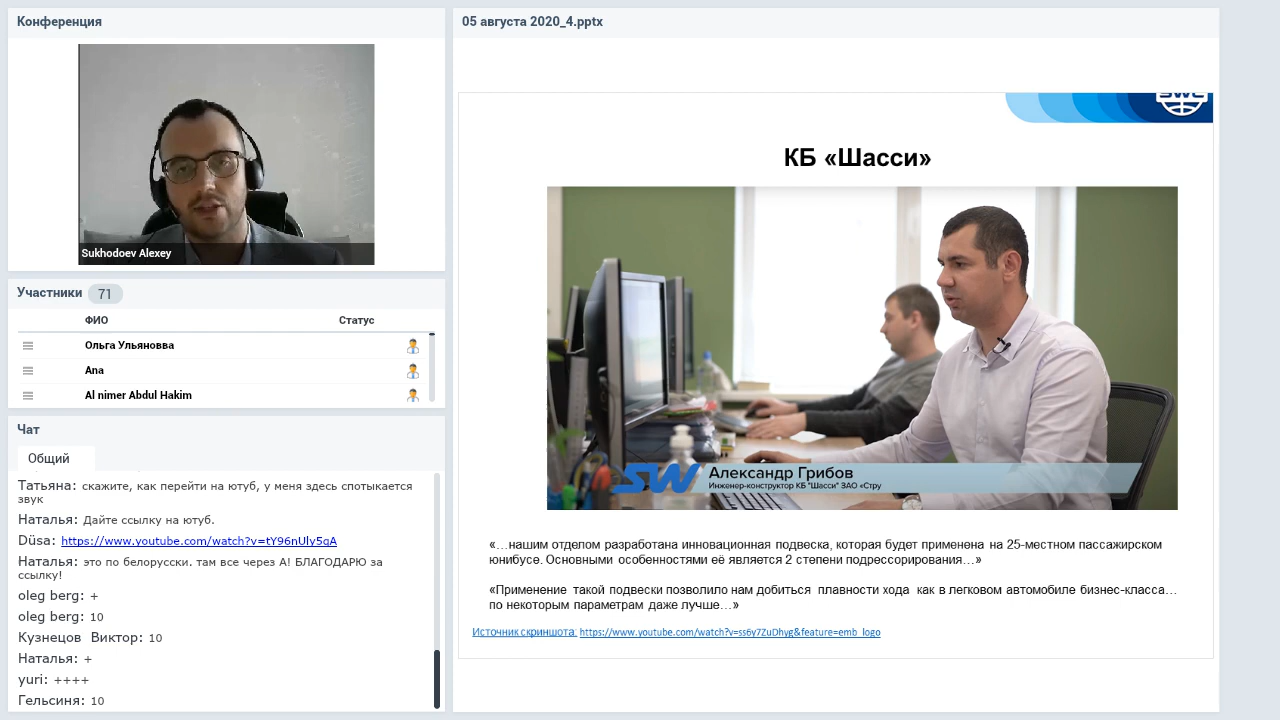 Конференция
Sukhodoev Alexey
Участники 71
ФИО Статус
Ольга Ульяновва
Ana
Al nimer Abdul Hakim
Чат
Общий
Татьяна: скажите, как перейти на ютуб, у меня здесь спотыкается
звук
Наталья: Дайте ссылку на ютуб.
Düsa: https://www.youtube.com/watch?v=tY96nUly5qA
Наталья: это по белорусски. там все через А! БЛАГОДАРЮ за
ссылку!
oleg berg: +
oleg berg: 10
Кузнецов Виктор: 10
Наталья: +
yuri: ++++
Гельсиня: 10
05 августа 2020_4.pptx
КБ «Шасси»
SW
Александр Грибов
Инженер-конструктор КБ "Шасси" ЗАО «Стру
«…нашим отделом разработана инновационная подвеска, которая будет применена на 25-местном пассажирском
юнибусе. Основными особенностями её является 2 степени подрессорирования…»
«Применение такой подвески позволило нам добиться плавности хода как в легковом автомобиле бизнес-класса…
по некоторым параметрам даже лучше…»
Источник скриншота: https://www.youtube.com/watch?v=ss6y7ZuDhyg&feature=emb_logo